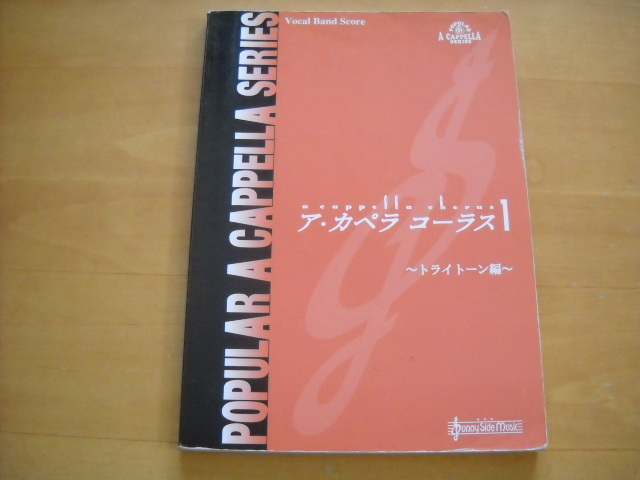 POPULAR A CAPPELLA SERIES
Vocal Band Score
POPULAR
A CAPPELLA
SERIES
a cappella chorus
ア・カペラ コーラス1
～トライトーン編～
Sunny Side Music